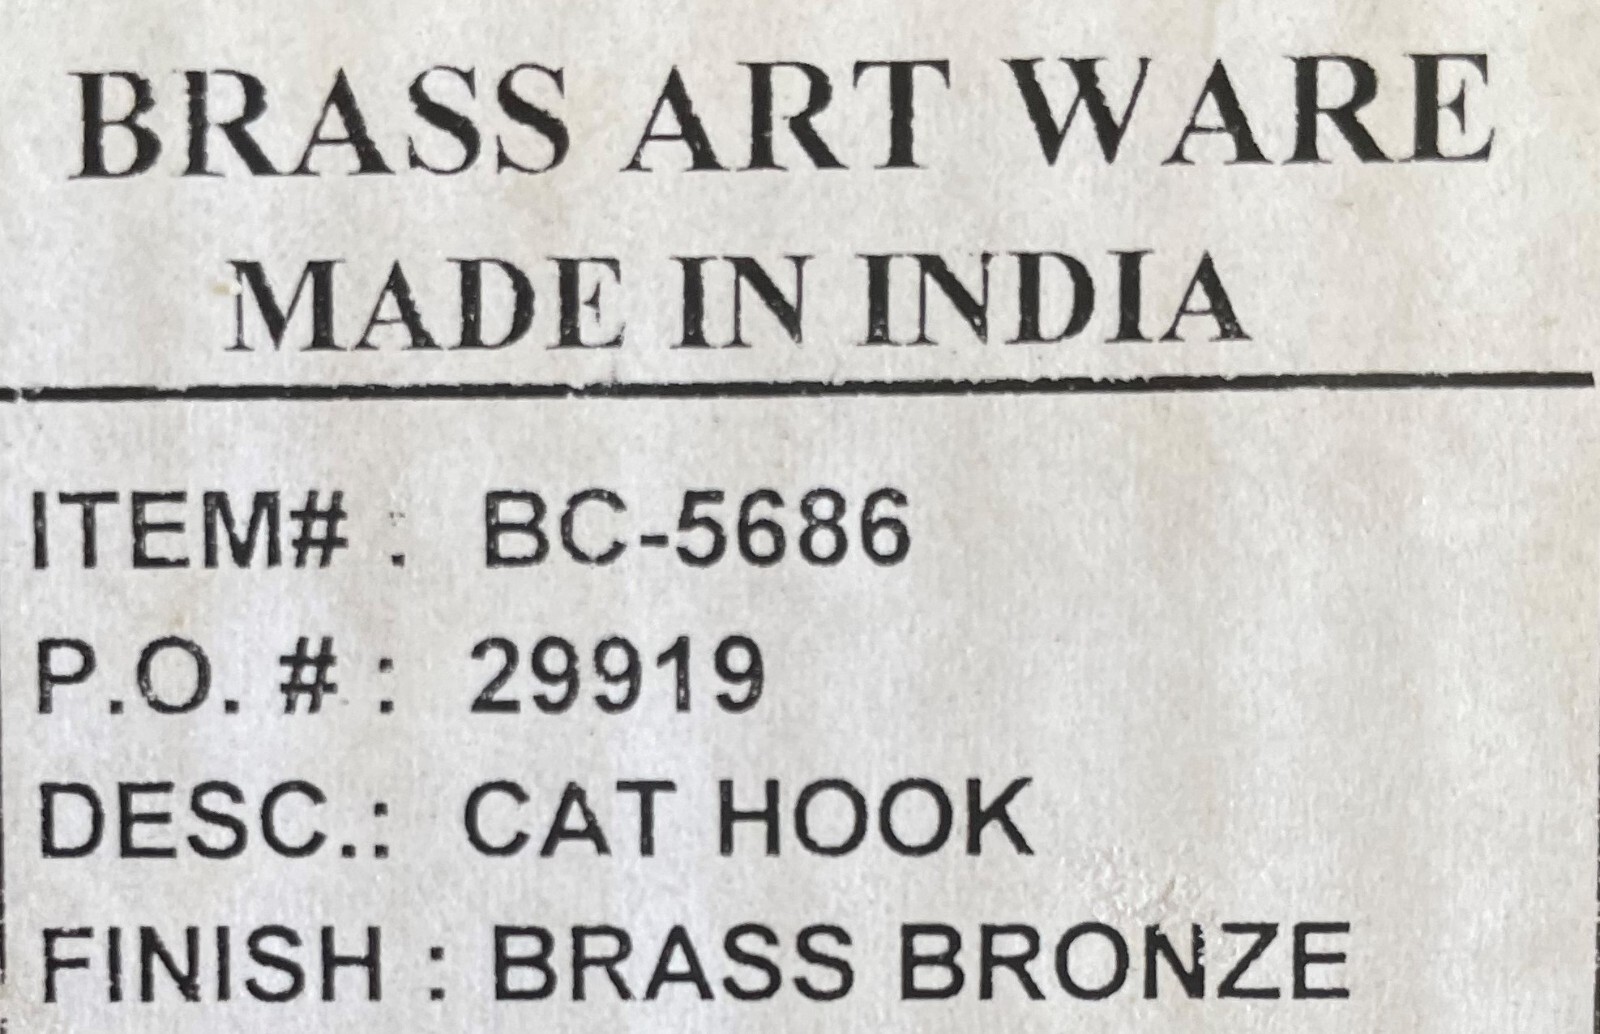 BRASS ART WARE
MADE IN INDIA
ITEM# : BC-5686
P.O. # : 29919
DESC.: CAT HOOK
FINISH : BRASS BRONZE